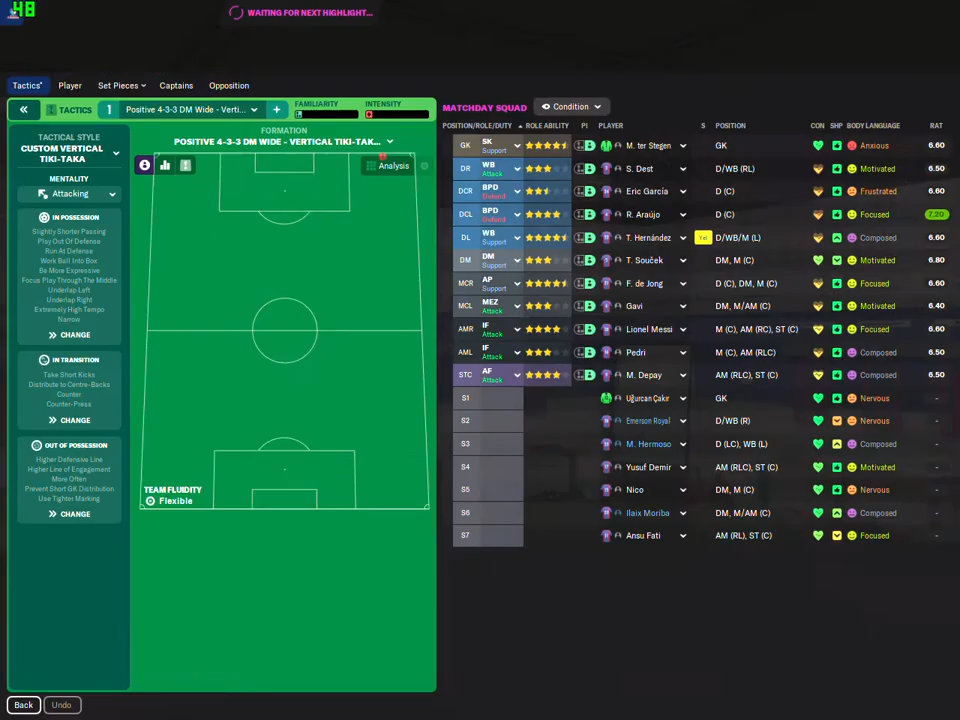 48
WAITING FOR NEXT HIGHLIGHT...
Tactics* Player Set Pieces Captains Opposition
TACTICS 1 Positive 4-3-3 DM Wide - Verti... + FAMILIARITY INTENSITY
TACTICAL STYLE
CUSTOM VERTICAL
TIKI-TAKA
MENTALITY
Attacking
IN POSSESSION
Slightly Shorter Passing
Play Out Of Defense
Run At Defense
Work Ball Into Box
Be More Expressive
Focus Play Through The Middle
Underlap Left
Underlap Right
Extremely High Tempo
Narrow
CHANGE
IN TRANSITION
Take Short Kicks
Distribute to Centre-Backs
Counter
Counter-Press
CHANGE
OUT OF POSSESSION
Higher Defensive Line
Higher Line of Engagement
More Often
Prevent Short GK Distribution
Use Tighter Marking
CHANGE
FORMATION
POSITIVE 4-3-3 DM WIDE - VERTICAL TIKI-TAK...
Analysis
TEAM FLUIDITY
Flexible
MATCHDAY SQUAD Condition
POSITION/ROLE/DUTY ROLE ABILITY PI PLAYER S POSITION CON SHP BODY LANGUAGE RAT
GK SK Support M. ter Stegen GK Anxious 6.60
DR WB Attack S. Dest D/WB (RL) Motivated 6.50
DCR BPD Defend Eric García D (C) Frustrated 6.60
DCL BPD Defend R. Araújo D (C) Focused 7.20
DL WB Support T. Hernández Yel D/WB/M (L) Composed 6.60
DM DM Support T. Souček DM, M (C) Motivated 6.80
MCR AP Support F. de Jong D (C), DM, M (C) Focused 6.60
MCL MEZ Attack Gavi DM, M/AM (C) Motivated 6.40
AMR IF Attack Lionel Messi M (C), AM (RC), ST (C) Focused 6.60
AML IF Attack Pedri M (C), AM (RLC) Composed 6.50
STC AF Attack M. Depay AM (RLC), ST (C) Composed 6.50
S1 Uğurcan Çakır GK Nervous -
S2 Emerson Royal D/WB (R) Nervous -
S3 M. Hermoso D (LC), WB (L) Composed -
S4 Yusuf Demir AM (RLC), ST (C) Motivated -
S5 Nico DM, M (C) Nervous -
S6 Ilaix Moriba DM, M/AM (C) Composed -
S7 Ansu Fati AM (RL), ST (C) Focused -
Back Undo